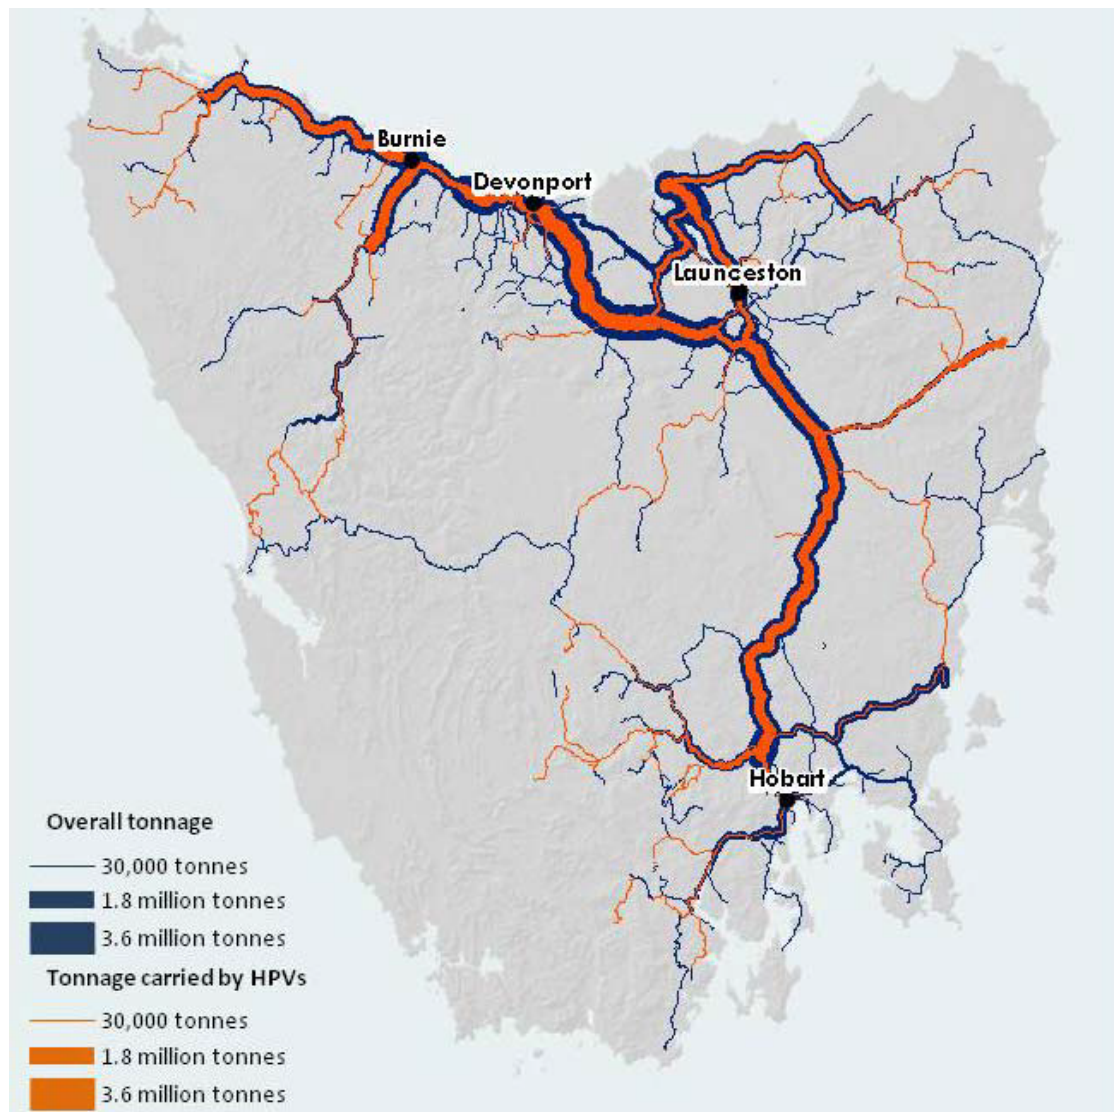 Burnie
Devonport
Launceston
Hobart
Overall tonnage
30,000 tonnes
1.8 million tonnes
3.6 million tonnes
Tonnage carried by HPVs
30,000 tonnes
1.8 million tonnes
3.6 million tonnes